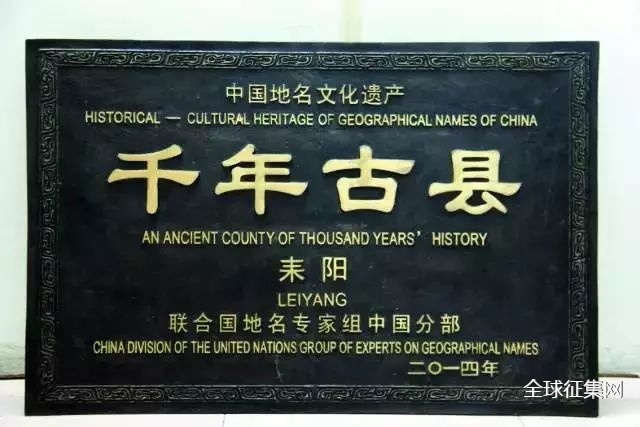 中国地名文化遗产
HISTORICAL — CULTURAL HERITAGE OF GEOGRAPHICAL NAMES OF CHINA
千年古县
AN ANCIENT COUNTY OF THOUSAND YEARS' HISTORY
耒阳
LEIYANG
联合国地名专家组中国分部
CHINA DIVISION OF THE UNITED NATIONS GROUP OF EXPERTS ON GEOGRAPHICAL NAMES
二〇一四年
全球征集网